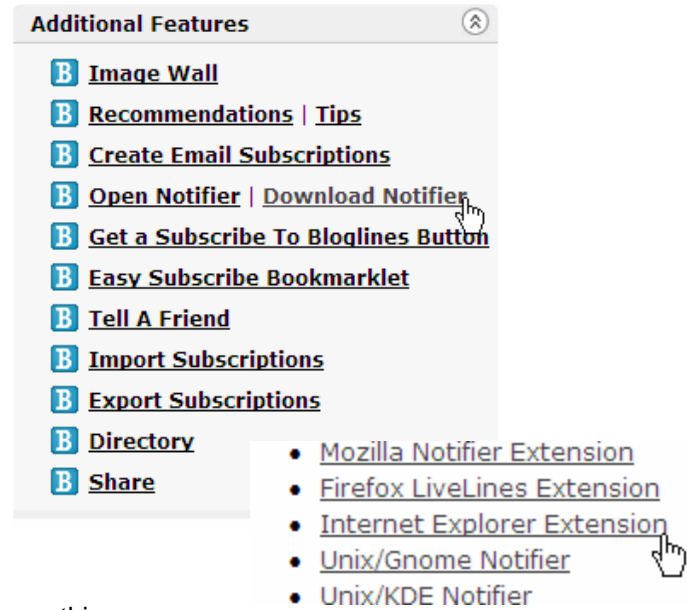 Additional Features
B Image Wall
B Recommendations | Tips
B Create Email Subscriptions
B Open Notifier | Download Notifier
B Get a Subscribe To Bloglines Button
B Easy Subscribe Bookmarklet
B Tell A Friend
B Import Subscriptions
B Export Subscriptions
B Directory
B Share
• Mozilla Notifier Extension
• Firefox LiveLines Extension
• Internet Explorer Extension
• Unix/Gnome Notifier
• Unix/KDE Notifier